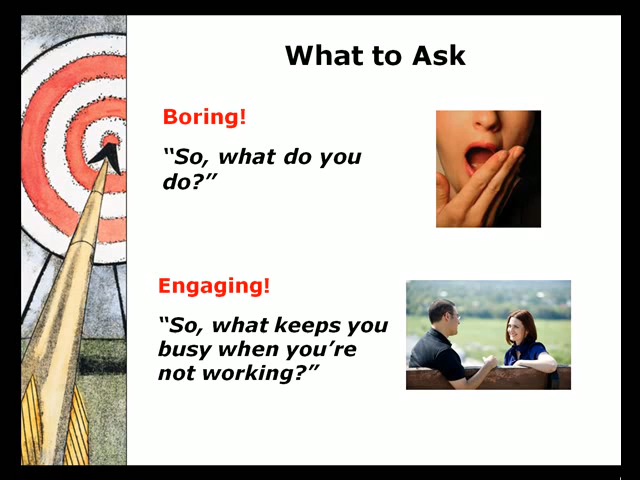 What to Ask
Boring!
“So, what do you
do?”
Engaging!
“So, what keeps you
busy when you’re
not working?”